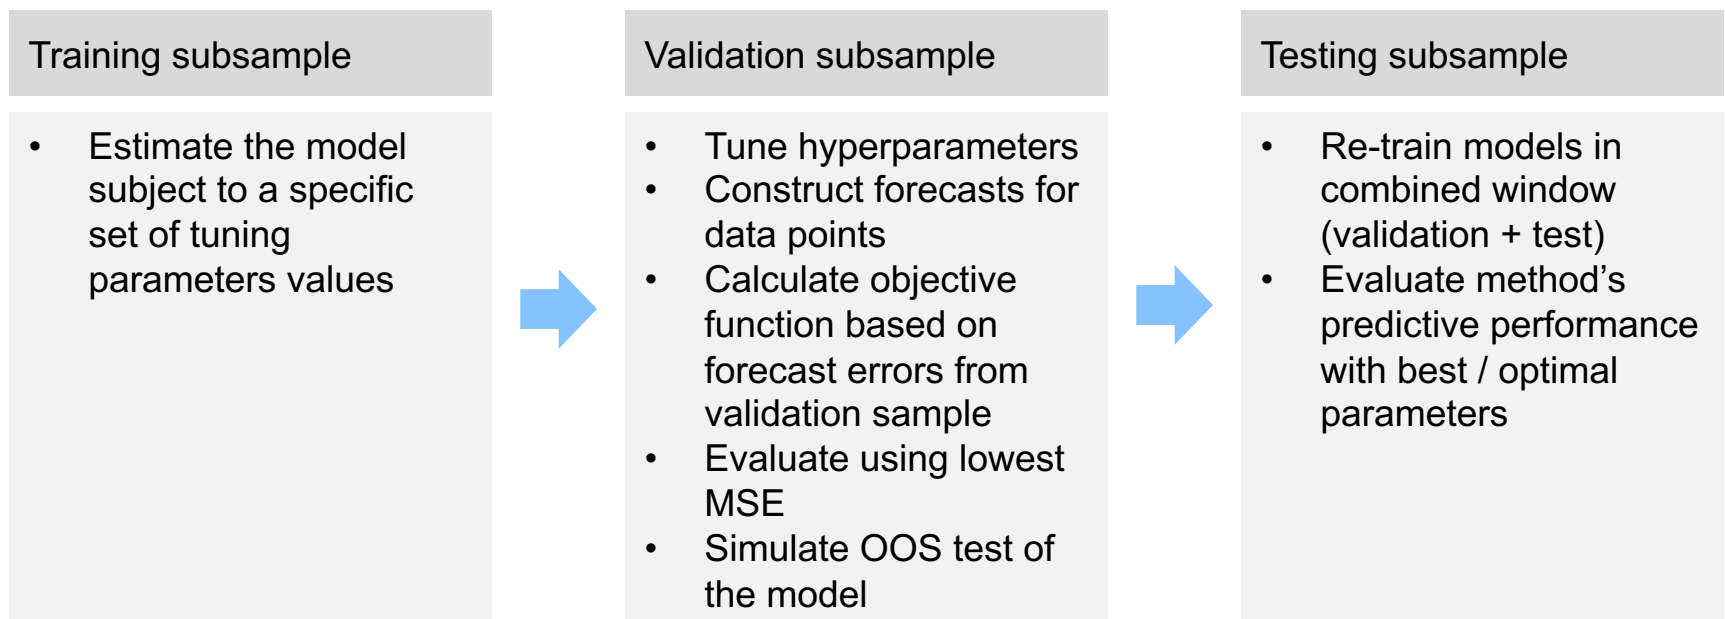 Training subsample
• Estimate the model
subject to a specific
set of tuning
parameters values
Validation subsample
• Tune hyperparameters
• Construct forecasts for
data points
• Calculate objective
function based on
forecast errors from
validation sample
• Evaluate using lowest
MSE
• Simulate OOS test of
the model
Testing subsample
• Re-train models in
combined window
(validation + test)
• Evaluate method’s
predictive performance
with best / optimal
parameters